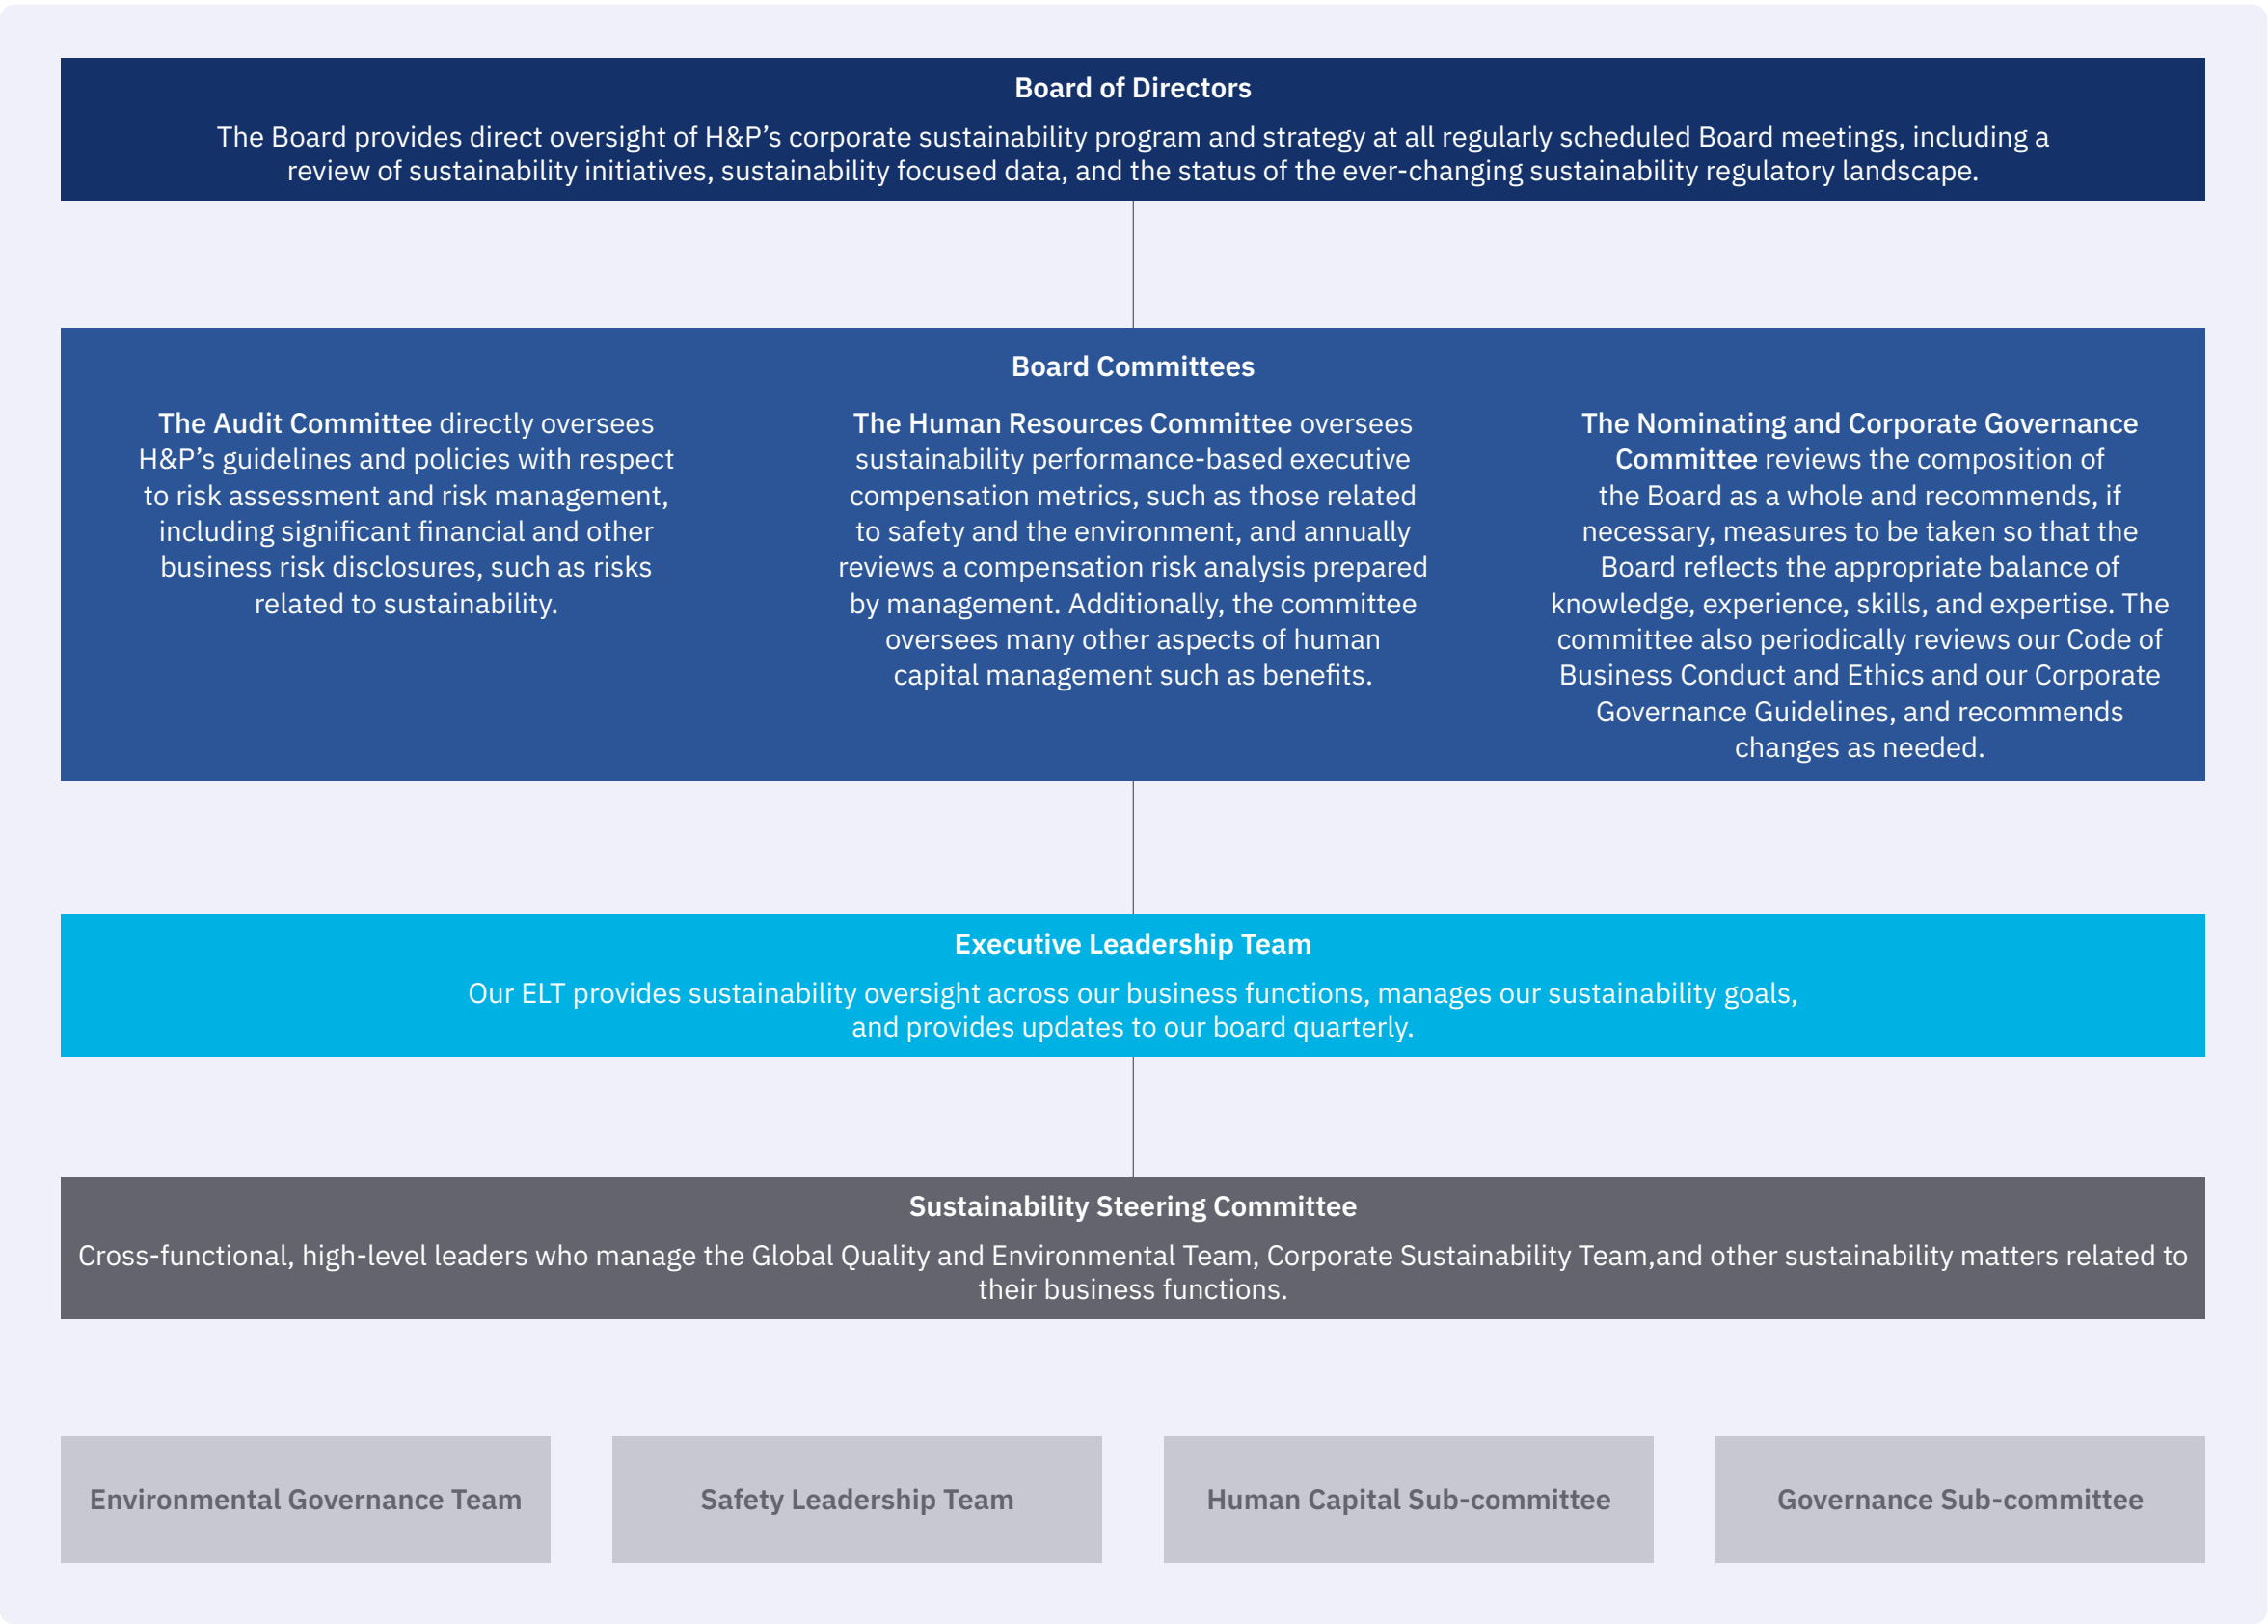 Board of Directors
The Board provides direct oversight of H&P’s corporate sustainability program and strategy at all regularly scheduled Board meetings, including a
review of sustainability initiatives, sustainability focused data, and the status of the ever-changing sustainability regulatory landscape.
Board Committees
The Audit Committee directly oversees
H&P’s guidelines and policies with respect
to risk assessment and risk management,
including significant financial and other
business risk disclosures, such as risks
related to sustainability.
The Human Resources Committee oversees
sustainability performance-based executive
compensation metrics, such as those related
to safety and the environment, and annually
reviews a compensation risk analysis prepared
by management. Additionally, the committee
oversees many other aspects of human
capital management such as benefits.
The Nominating and Corporate Governance
Committee reviews the composition of
the Board as a whole and recommends, if
necessary, measures to be taken so that the
Board reflects the appropriate balance of
knowledge, experience, skills, and expertise. The
committee also periodically reviews our Code of
Business Conduct and Ethics and our Corporate
Governance Guidelines, and recommends
changes as needed.
Executive Leadership Team
Our ELT provides sustainability oversight across our business functions, manages our sustainability goals,
and provides updates to our board quarterly.
Sustainability Steering Committee
Cross-functional, high-level leaders who manage the Global Quality and Environmental Team, Corporate Sustainability Team,and other sustainability matters related to
their business functions.
Environmental Governance Team
Safety Leadership Team
Human Capital Sub-committee
Governance Sub-committee